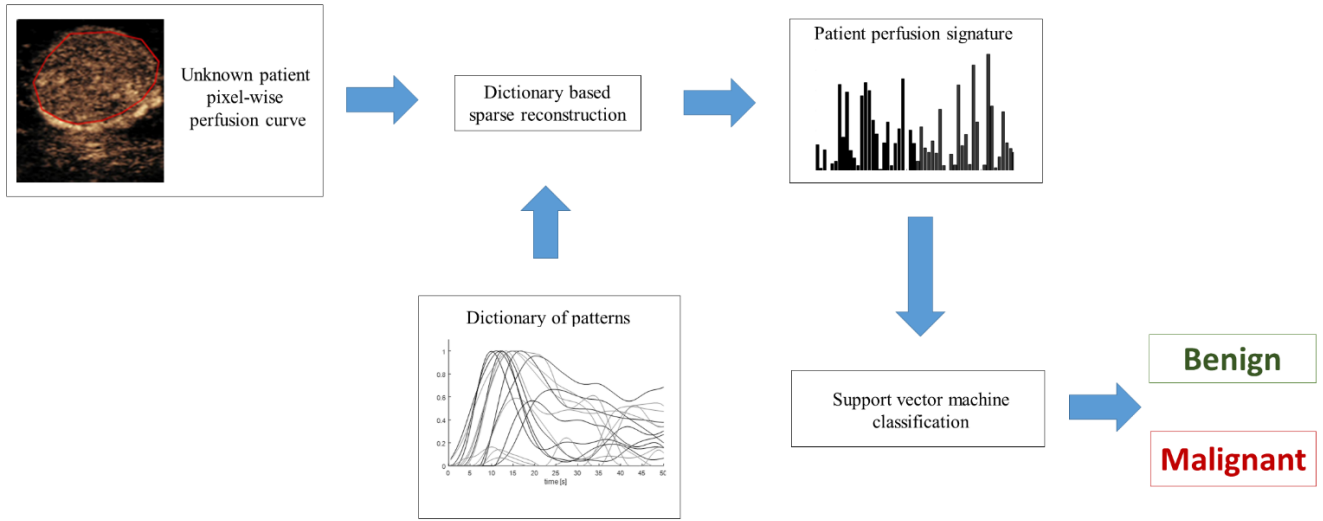 Unknown patient
pixel-wise
perfusion curve
Dictionary based
sparse reconstruction
Patient perfusion signature
Dictionary of patterns
1
0.8
0.6
0.4
0.2
0
0 5 10 15 20 25 30 35 40 45 50
time [s]
Support vector machine
classification
Benign
Malignant